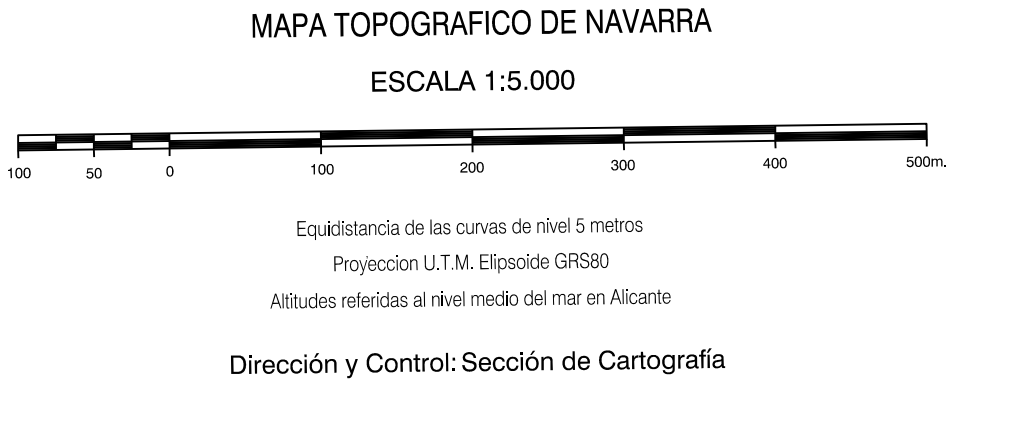 MAPA TOPOGRAFICO DE NAVARRA
ESCALA 1:5.000
100 50 0 100 200 300 400 500m.
Equidistancia de las curvas de nivel 5 metros
Proyeccion U.T.M. Elipsoide GRS80
Altitudes referidas al nivel medio del mar en Alicante
Dirección y Control: Sección de Cartografía